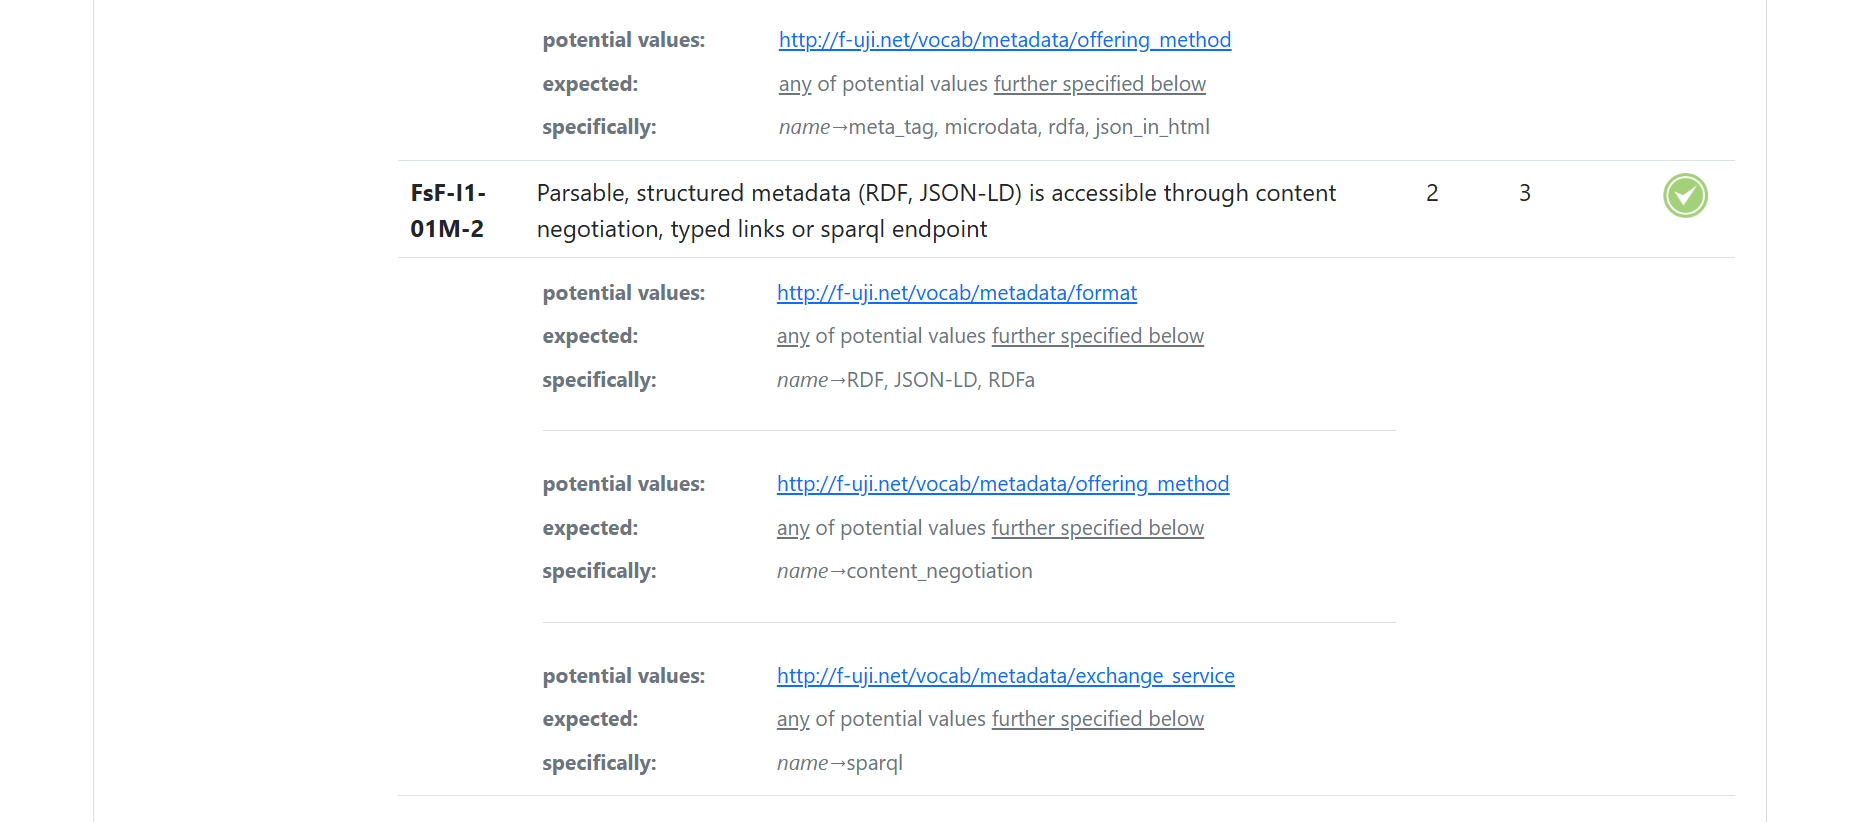 potential values: http://f-uji.net/vocab/metadata/offering_method
expected: any of potential values further specified below
specifically: name→meta_tag, microdata, rdfa, json_in_html
FsF-I1- Parsable, structured metadata (RDF, JSON-LD) is accessible through content 2 3
01M-2 negotiation, typed links or sparql endpoint
potential values: http://f-uji.net/vocab/metadata/format
expected: any of potential values further specified below
specifically: name→RDF, JSON-LD, RDFa
potential values: http://f-uji.net/vocab/metadata/offering_method
expected: any of potential values further specified below
specifically: name→content_negotiation
potential values: http://f-uji.net/vocab/metadata/exchange_service
expected: any of potential values further specified below
specifically: name→sparql